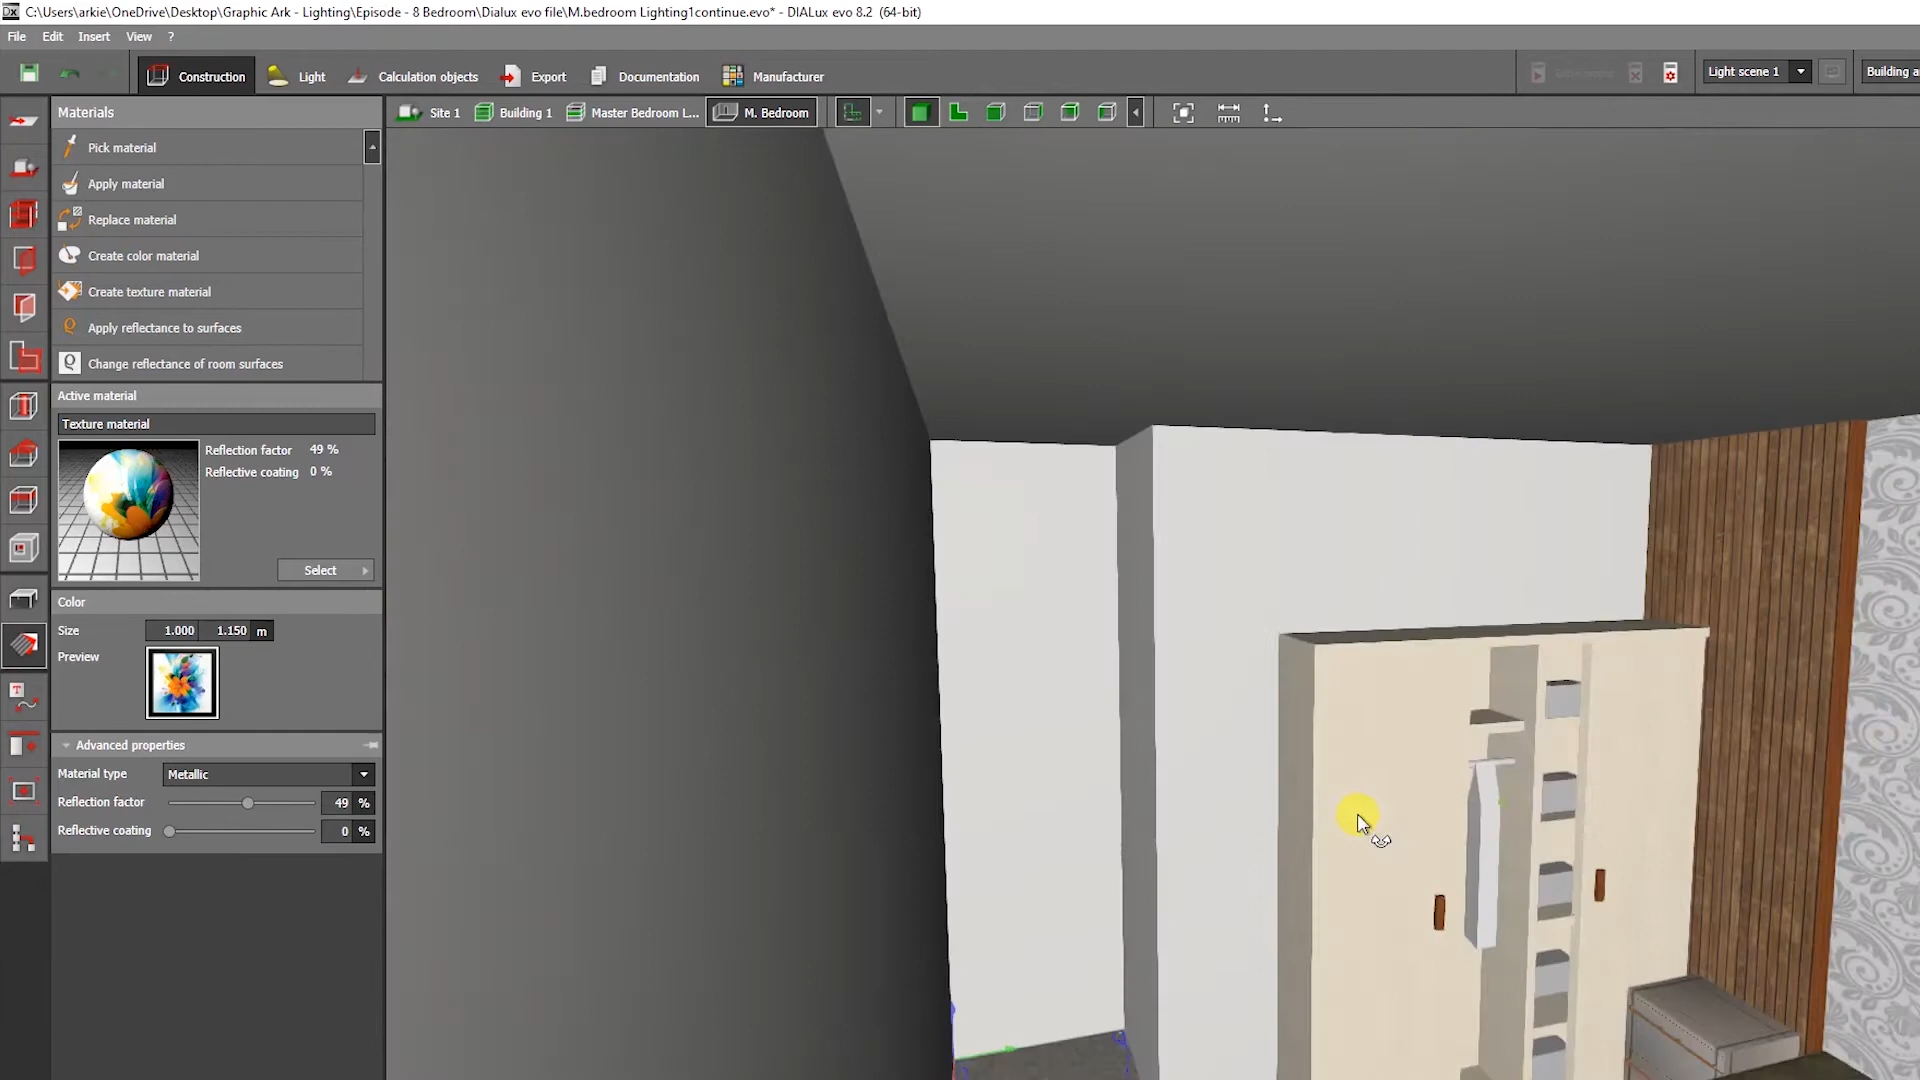 C:\Users\arkie\OneDrive\Desktop\Graphic Ark - Lighting\Episode - 8 Bedroom\Dialux evo file\M.bedroom Lighting1continue.evo* - DIALux evo 8.2 (64-bit)
File Edit Insert View ?
Construction Light Calculation objects Export Documentation Manufacturer Light scene 1 Building a
Materials Site 1 Building 1 Master Bedroom L... M. Bedroom
Pick material
Apply material
Replace material
Create color material
Create texture material
Apply reflectance to surfaces
Change reflectance of room surfaces
Active material
Texture material
Reflection factor 49 %
Reflective coating 0 %
Select
Color
Size 1.000 1.150 m
Preview
Advanced properties
Material type Metallic
Reflection factor 49 %
Reflective coating 0 %